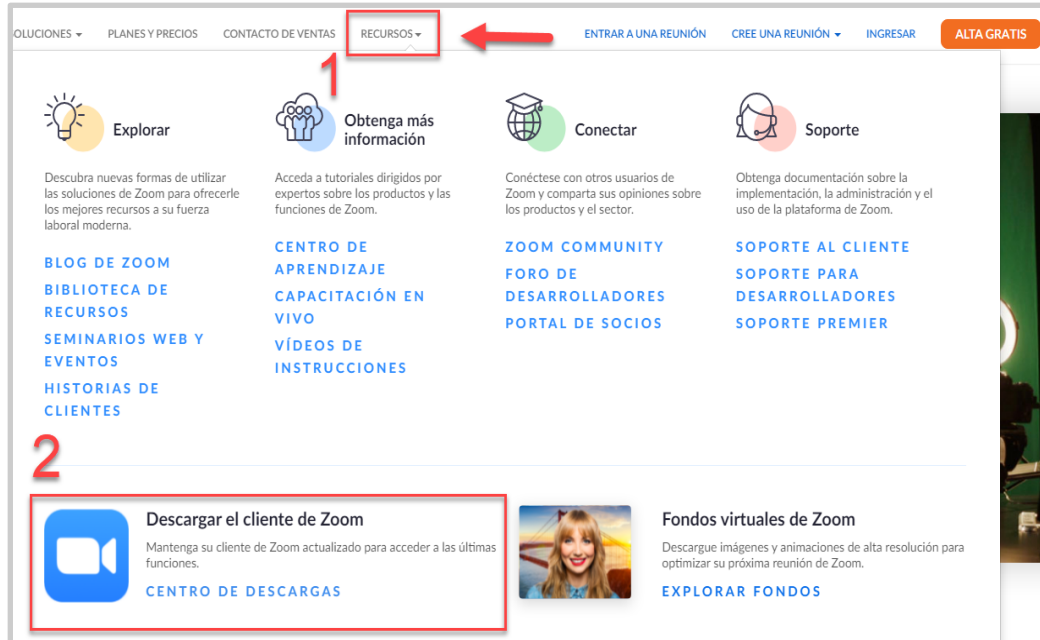 OLUCIONES
PLANES Y PRECIOS
CONTACTO DE VENTAS
RECURSOS
ENTRAR A UNA REUNIÓN
CREE UNA REUNIÓN
INGRESAR
ALTA GRATIS
1
Explorar
Descubra nuevas formas de utilizar
las soluciones de Zoom para ofrecerle
los mejores recursos a su fuerza
laboral moderna.
BLOG DE ZOOM
BIBLIOTECA DE
RECURSOS
SEMINARIOS WEB Y
EVENTOS
HISTORIAS DE
CLIENTES
Obtenga más
información
Acceda a tutoriales dirigidos por
expertos sobre los productos y las
funciones de Zoom.
CENTRO DE
APRENDIZAJE
CAPACITACIÓN EN
VIVO
VÍDEOS DE
INSTRUCCIONES
Conectar
Conéctese con otros usuarios de
Zoom y comparta sus opiniones sobre
los productos y el sector.
ZOOM COMMUNITY
FORO DE
DESARROLLADORES
PORTAL DE SOCIOS
Soporte
Obtenga documentación sobre la
implementación, la administración y el
uso de la plataforma de Zoom.
SOPORTE AL CLIENTE
SOPORTE PARA
DESARROLLADORES
SOPORTE PREMIER
2
Descargar el cliente de Zoom
Mantenga su cliente de Zoom actualizado para acceder a las últimas
funciones.
CENTRO DE DESCARGAS
Fondos virtuales de Zoom
Descargue imágenes y animaciones de alta resolución para
optimizar su próxima reunión de Zoom.
EXPLORAR FONDOS